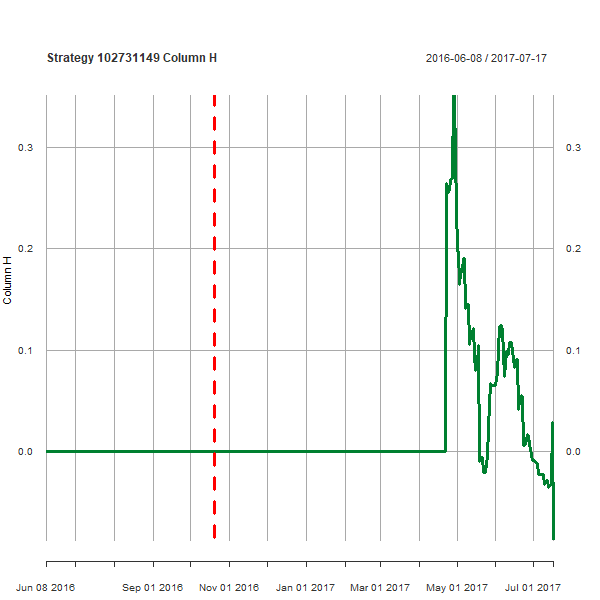 Strategy 102731149 Column H
2016-06-08 / 2017-07-17
0.3 0.3
0.2 0.2
Column H
0.1 0.1
0.0 0.0
Jun 08 2016 Sep 01 2016 Nov 01 2016 Jan 01 2017 Mar 01 2017 May 01 2017 Jul 01 2017